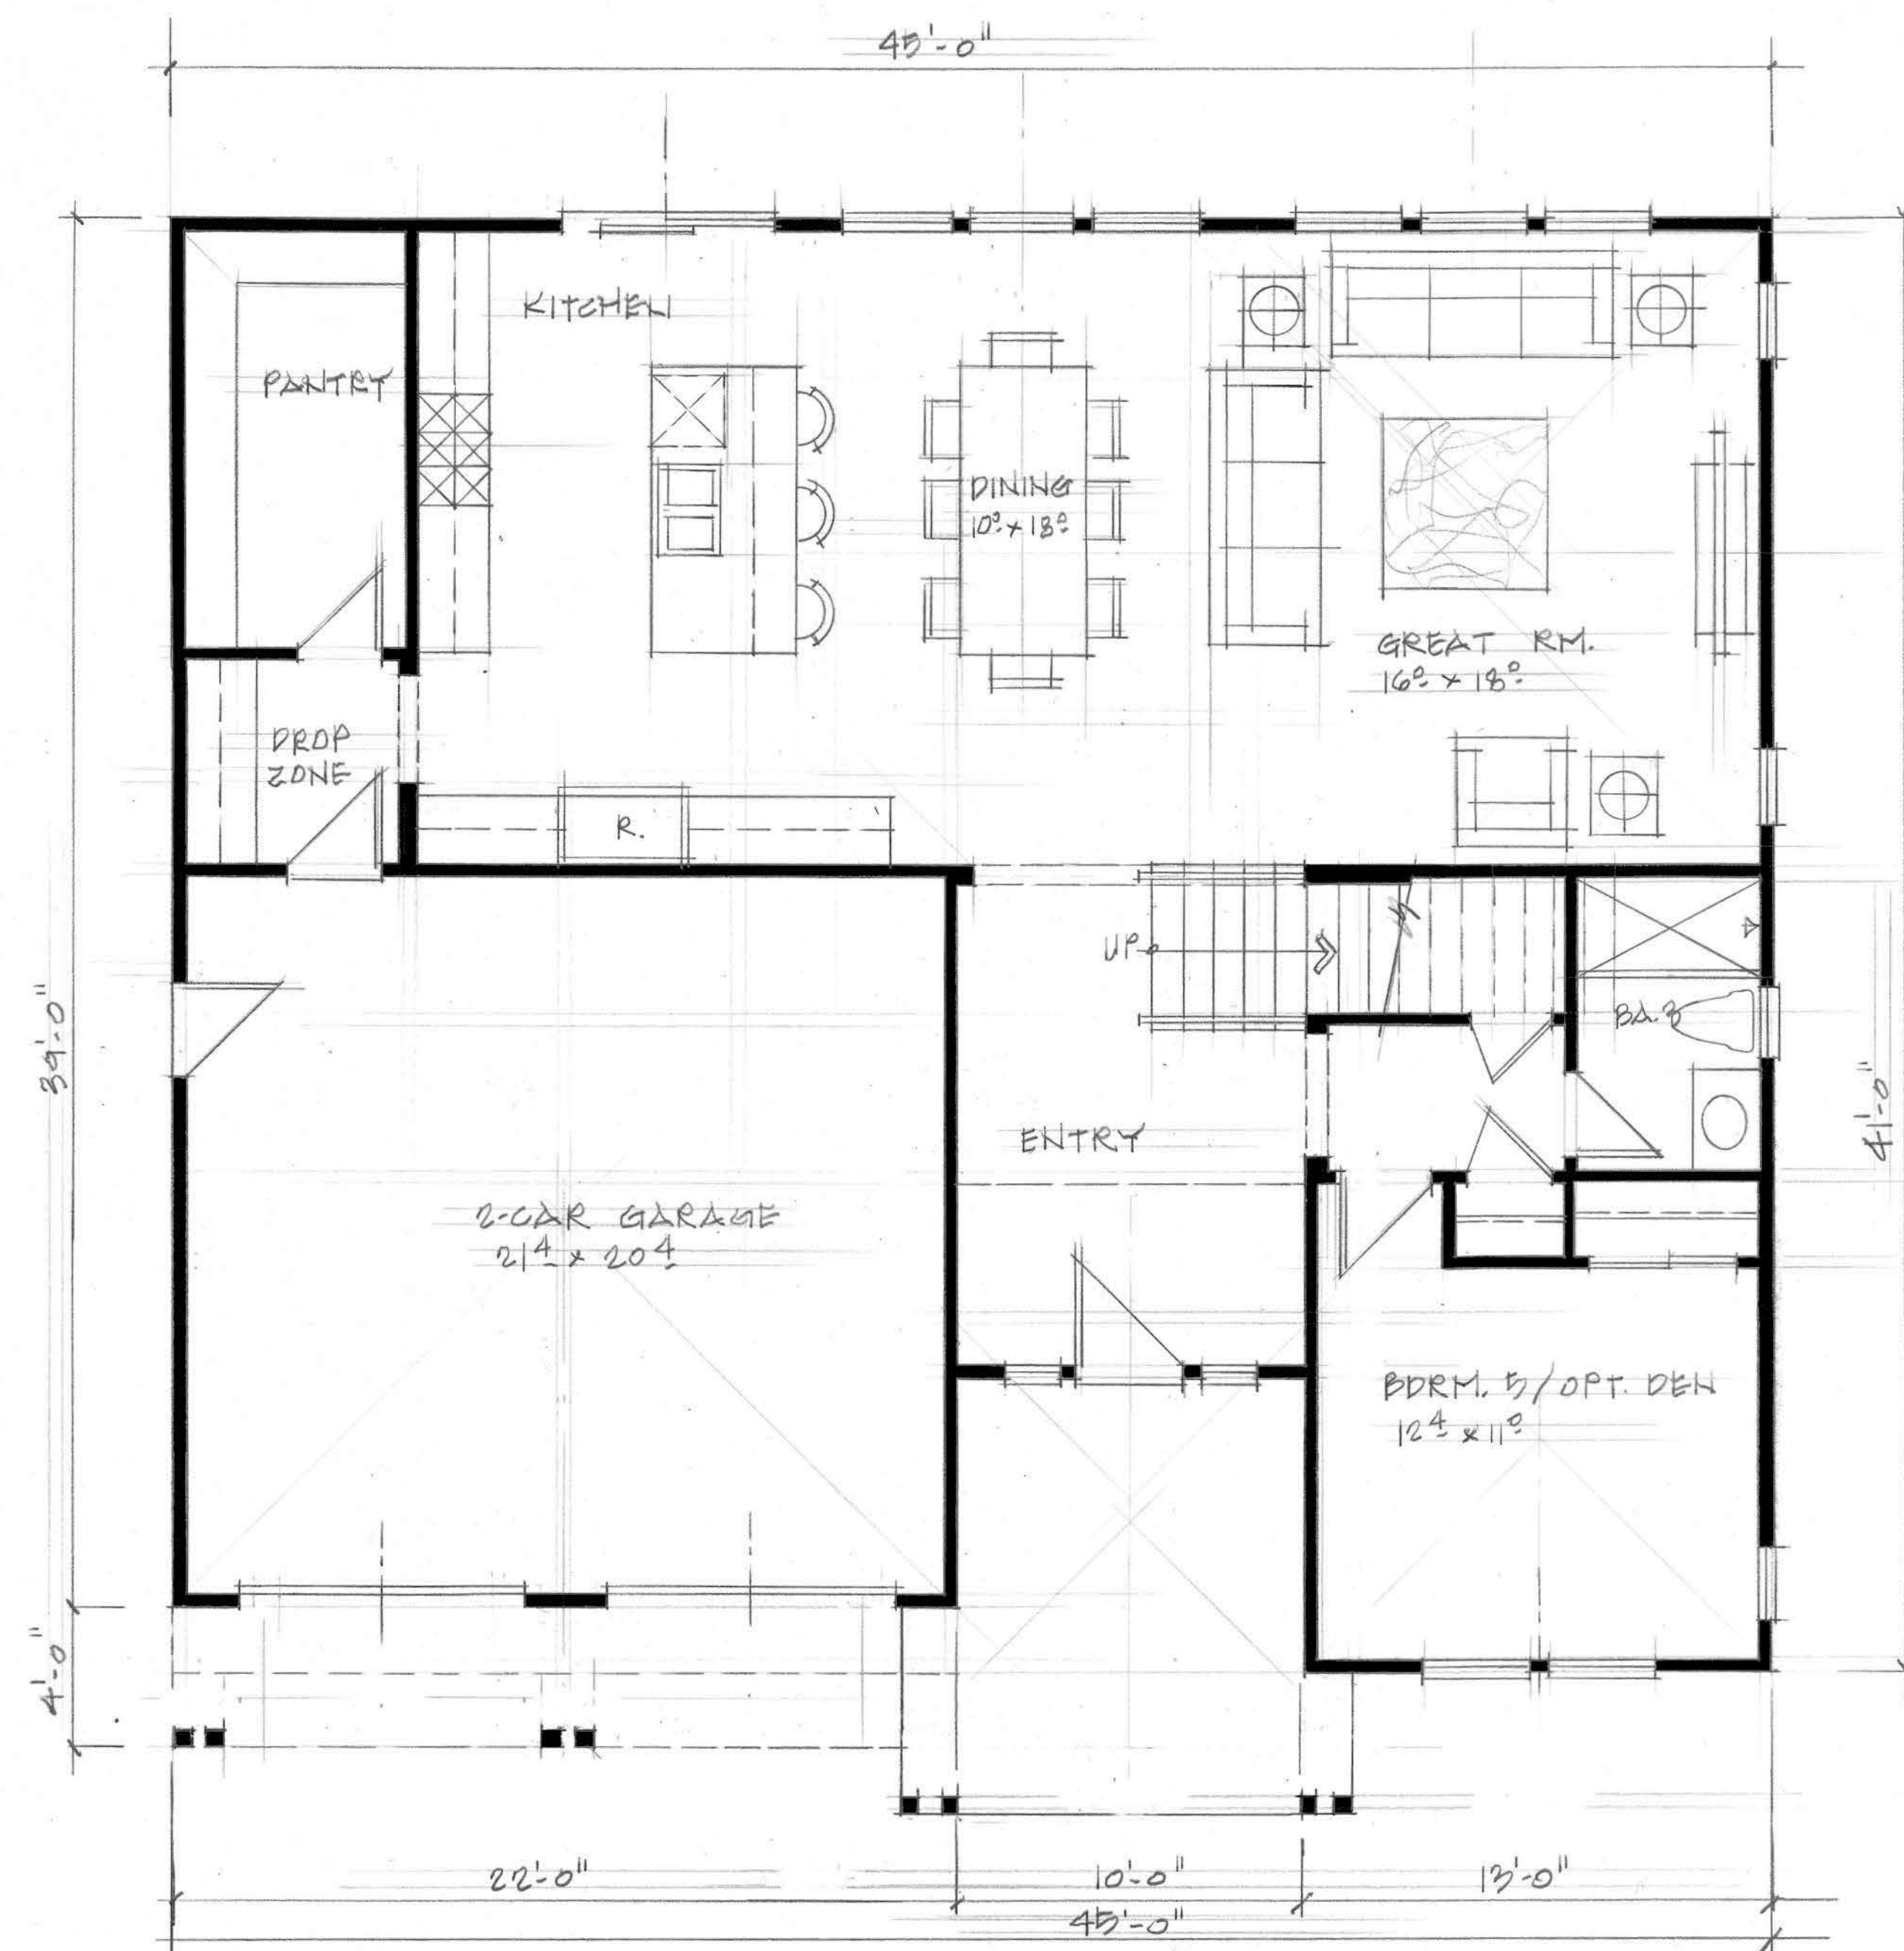 45'-0"
KITCHEN
PANTRY
DINING
10⁰ x 18⁰
GREAT RM.
16⁰ x 18⁰
DROP
ZONE
R.
UP
BA. 3
39'-0"
41'-0"
ENTRY
2-CAR GARAGE
21⁴ x 20⁴
BDRM. 5/OPT. DEN
12⁴ x 11⁰
4'-0"
22'-0"
10'-0"
13'-0"
45'-0"